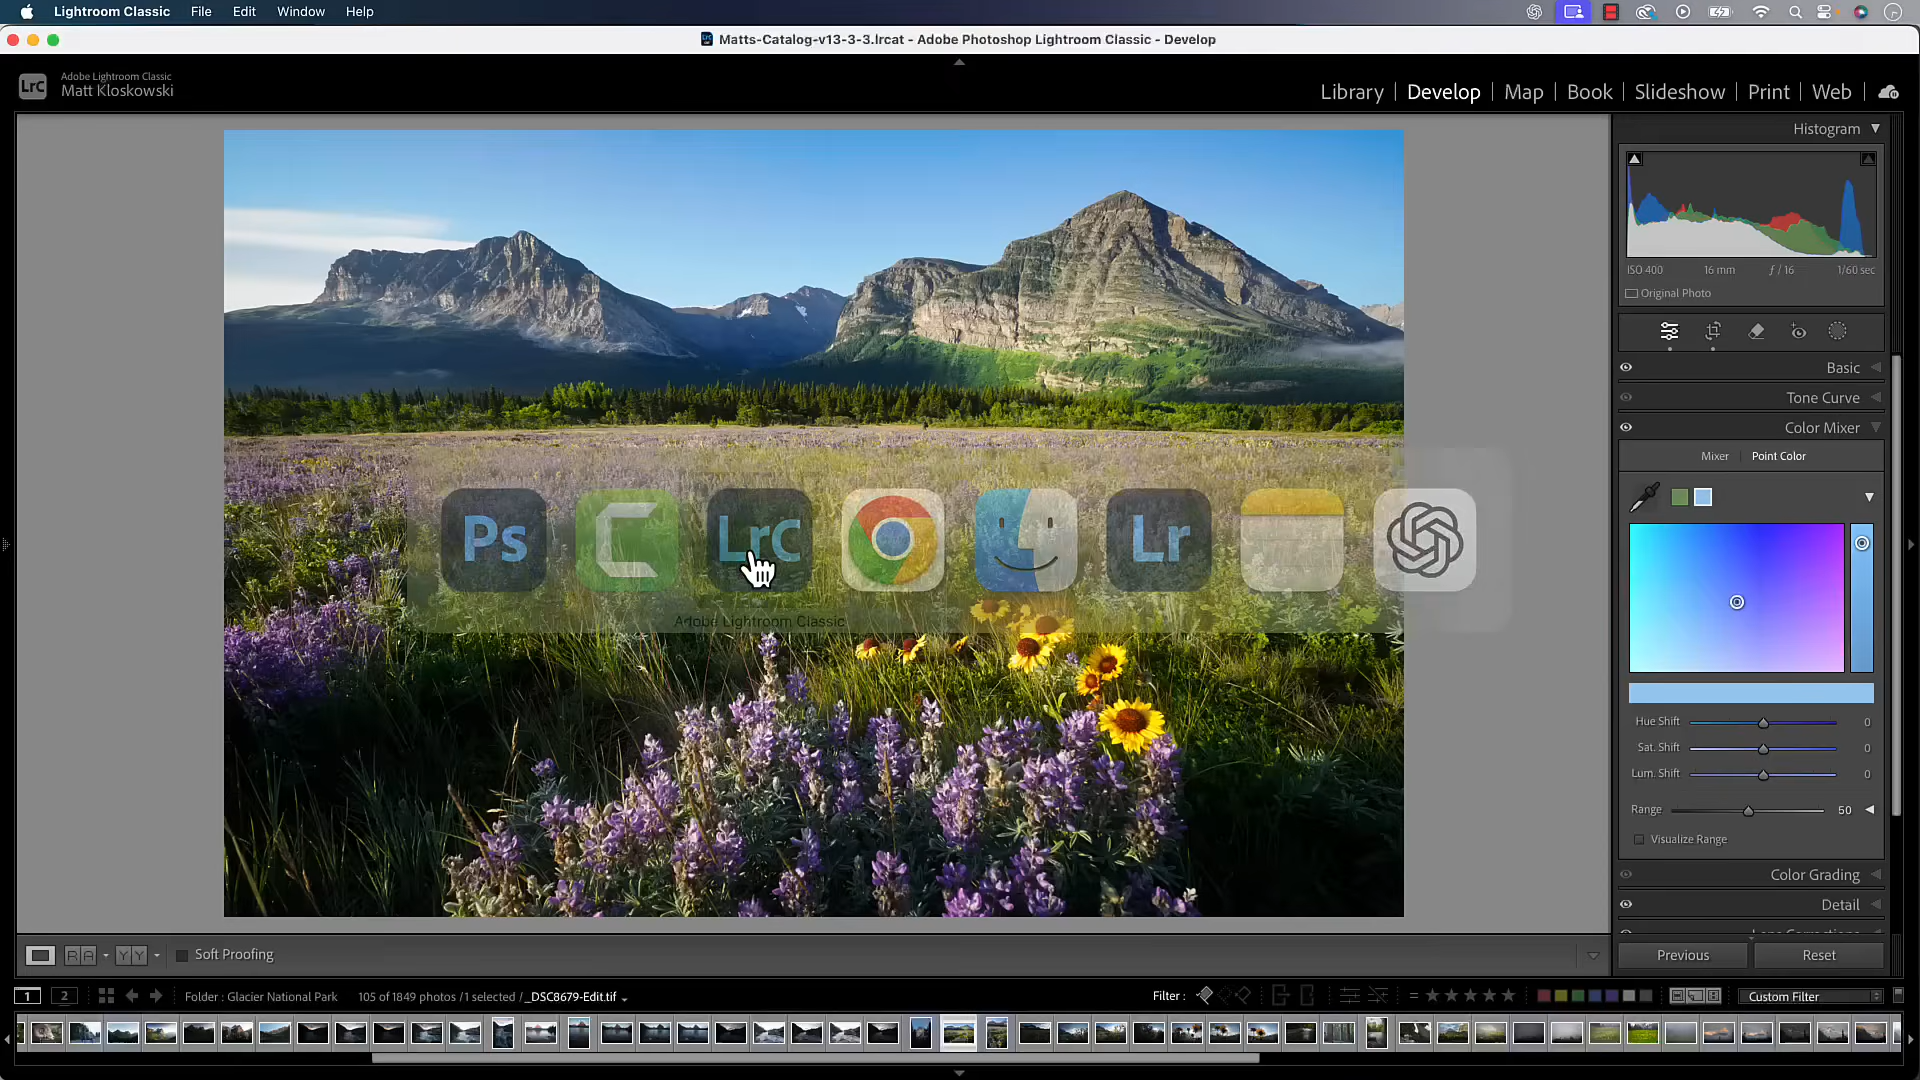 Lightroom Classic File Edit Window Help
Matts-Catalog-v13-3-3.lrcat - Adobe Photoshop Lightroom Classic - Develop
LrC Adobe Lightroom Classic
Matt Kloskowski
Library | Develop | Map | Book | Slideshow | Print | Web
Histogram
ISO 400 16 mm ƒ / 16 1/60 sec
Original Photo
Basic
Tone Curve
Color Mixer
Mixer | Point Color
Ps LrC Lr
Adobe Lightroom Classic
Hue Shift 0
Sat. Shift 0
Lum. Shift 0
Range 50
Visualize Range
Color Grading
Detail
Previous Reset
R A Y Y Soft Proofing
1 2 Folder : Glacier National Park 105 of 1849 photos /1 selected /_DSC8679-Edit.tif Filter : Custom Filter